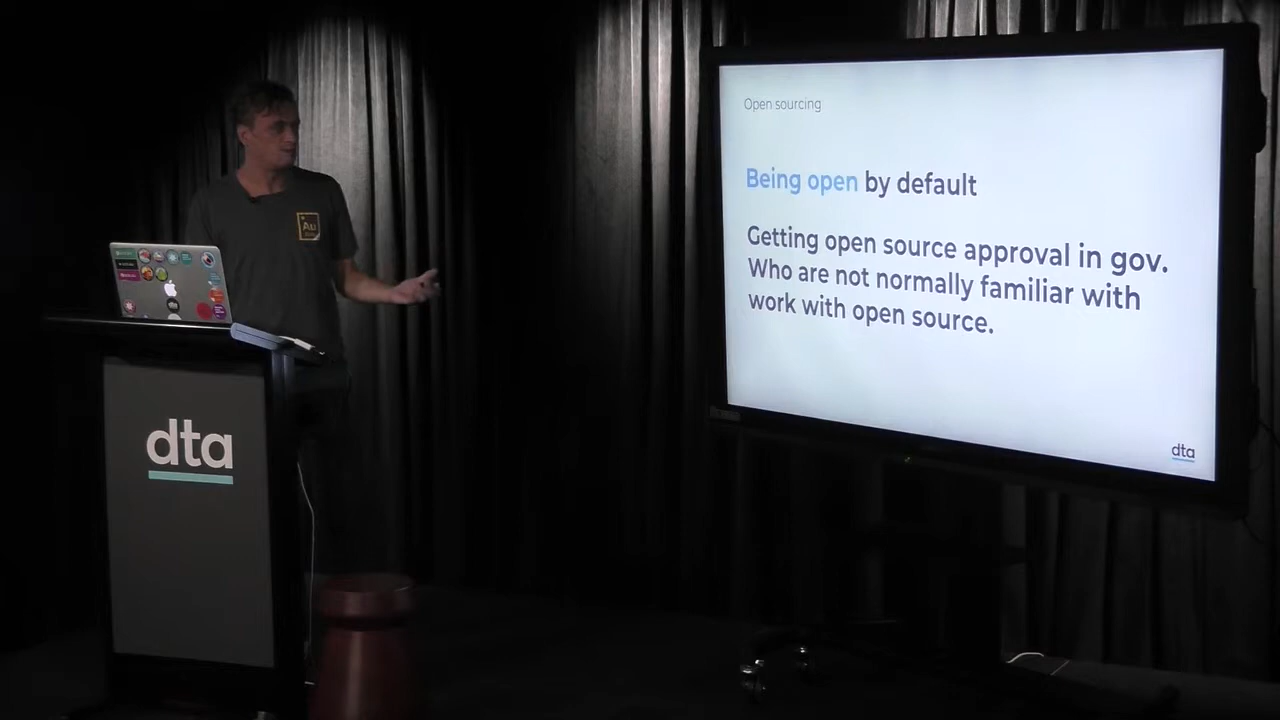 Open sourcing
Being open by default
Getting open source approval in gov.
Who are not normally familiar with
work with open source.
dta
Au
dta